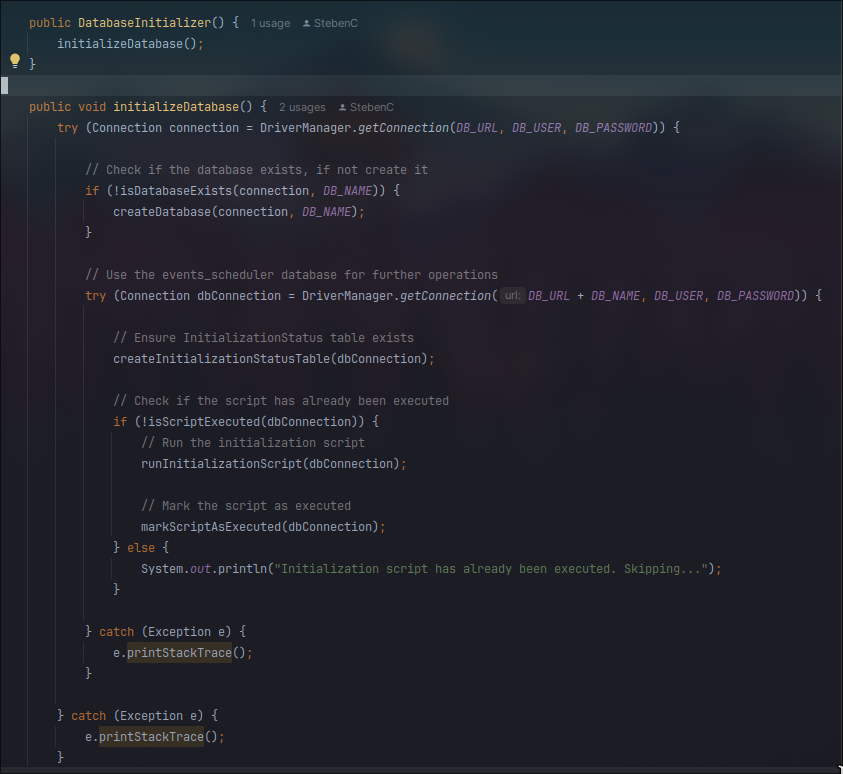 public DatabaseInitializer() { 1 usage StebenC
initializeDatabase();
}
public void initializeDatabase() { 2 usages StebenC
try (Connection connection = DriverManager.getConnection(DB_URL, DB_USER, DB_PASSWORD)) {
// Check if the database exists, if not create it
if (!isDatabaseExists(connection, DB_NAME)) {
createDatabase(connection, DB_NAME);
}
// Use the events_scheduler database for further operations
try (Connection dbConnection = DriverManager.getConnection( url: DB_URL + DB_NAME, DB_USER, DB_PASSWORD)) {
// Ensure InitializationStatus table exists
createInitializationStatusTable(dbConnection);
// Check if the script has already been executed
if (!isScriptExecuted(dbConnection)) {
// Run the initialization script
runInitializationScript(dbConnection);
// Mark the script as executed
markScriptAsExecuted(dbConnection);
} else {
System.out.println("Initialization script has already been executed. Skipping...");
}
} catch (Exception e) {
e.printStackTrace();
}
} catch (Exception e) {
e.printStackTrace();
}